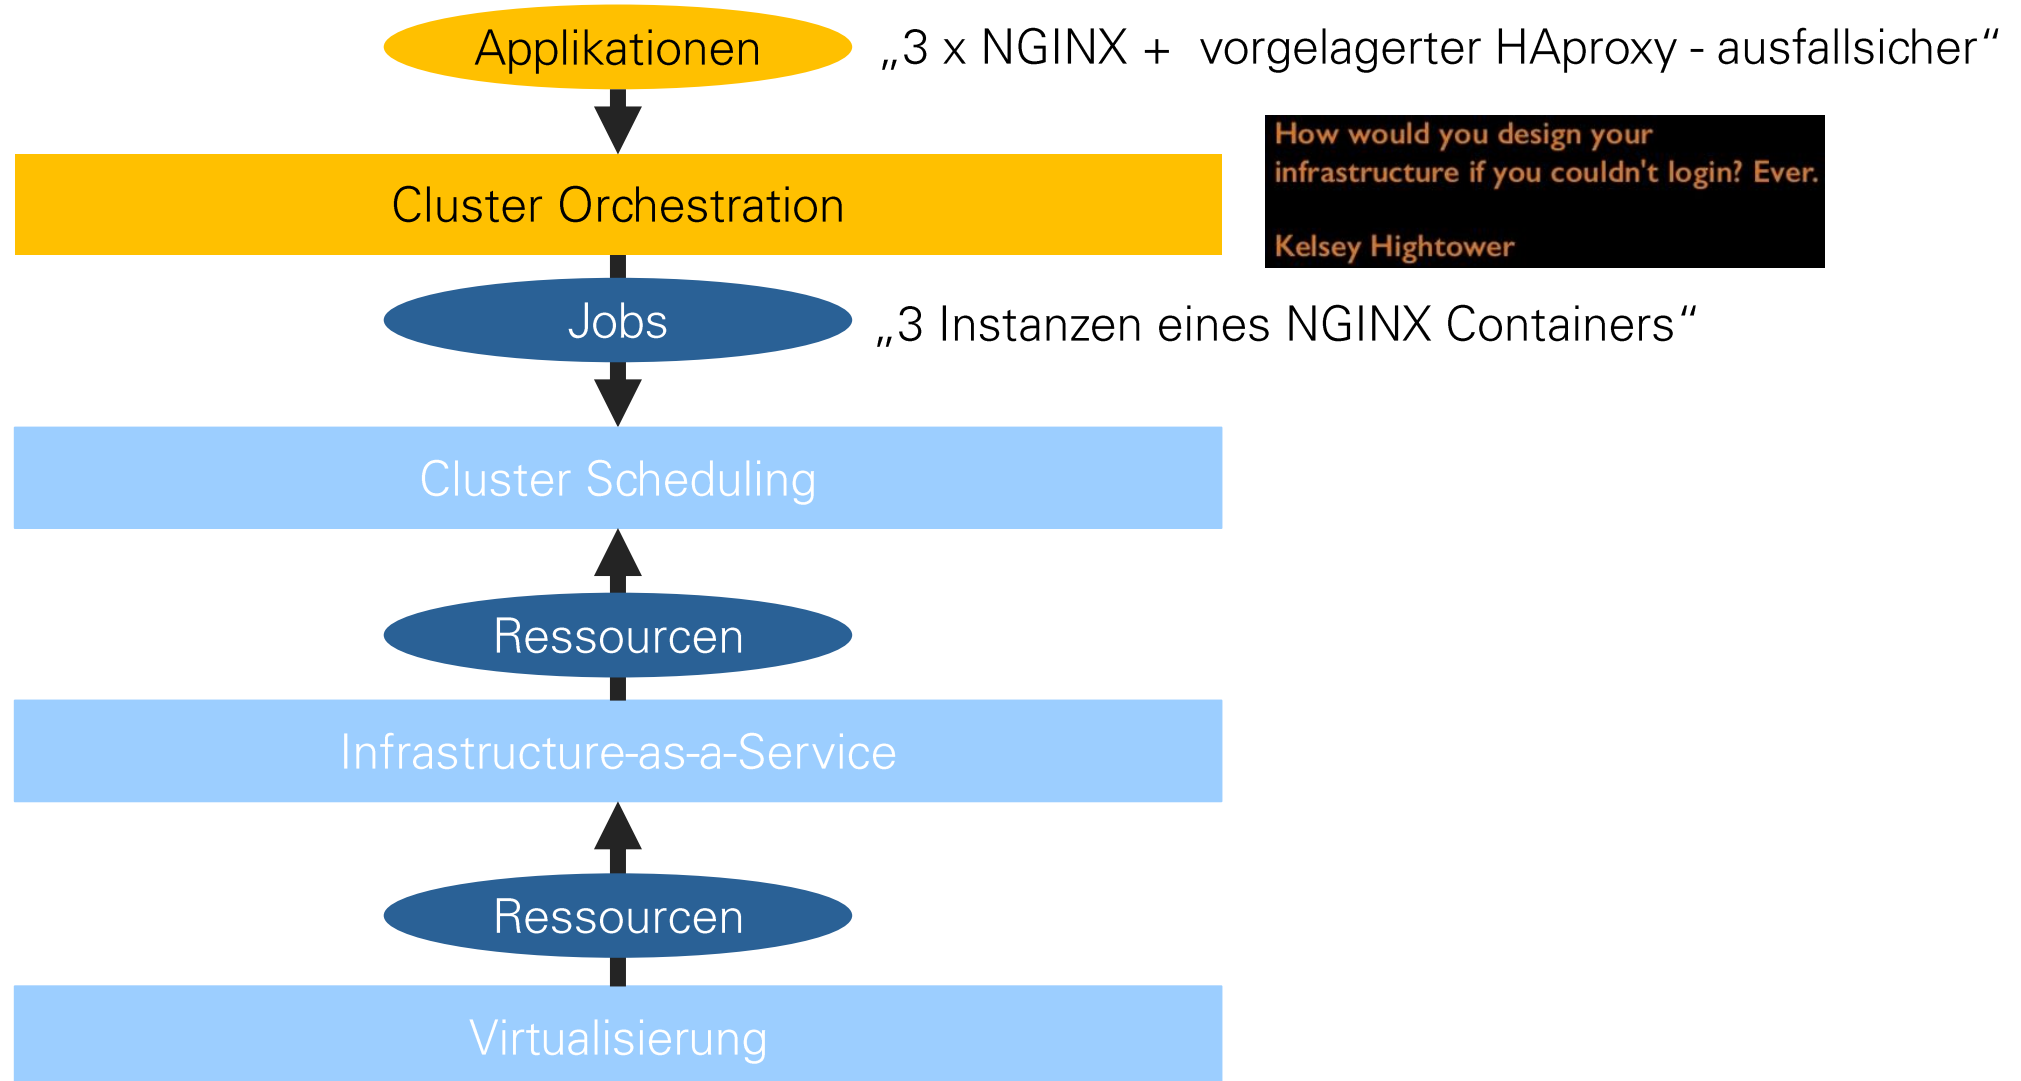 Applikationen
„3 x NGINX + vorgelagerter HAproxy - ausfallsicher“
How would you design your
infrastructure if you couldn't login? Ever.
Kelsey Hightower
Cluster Orchestration
Jobs
„3 Instanzen eines NGINX Containers“
Cluster Scheduling
Ressourcen
Infrastructure-as-a-Service
Ressourcen
Virtualisierung